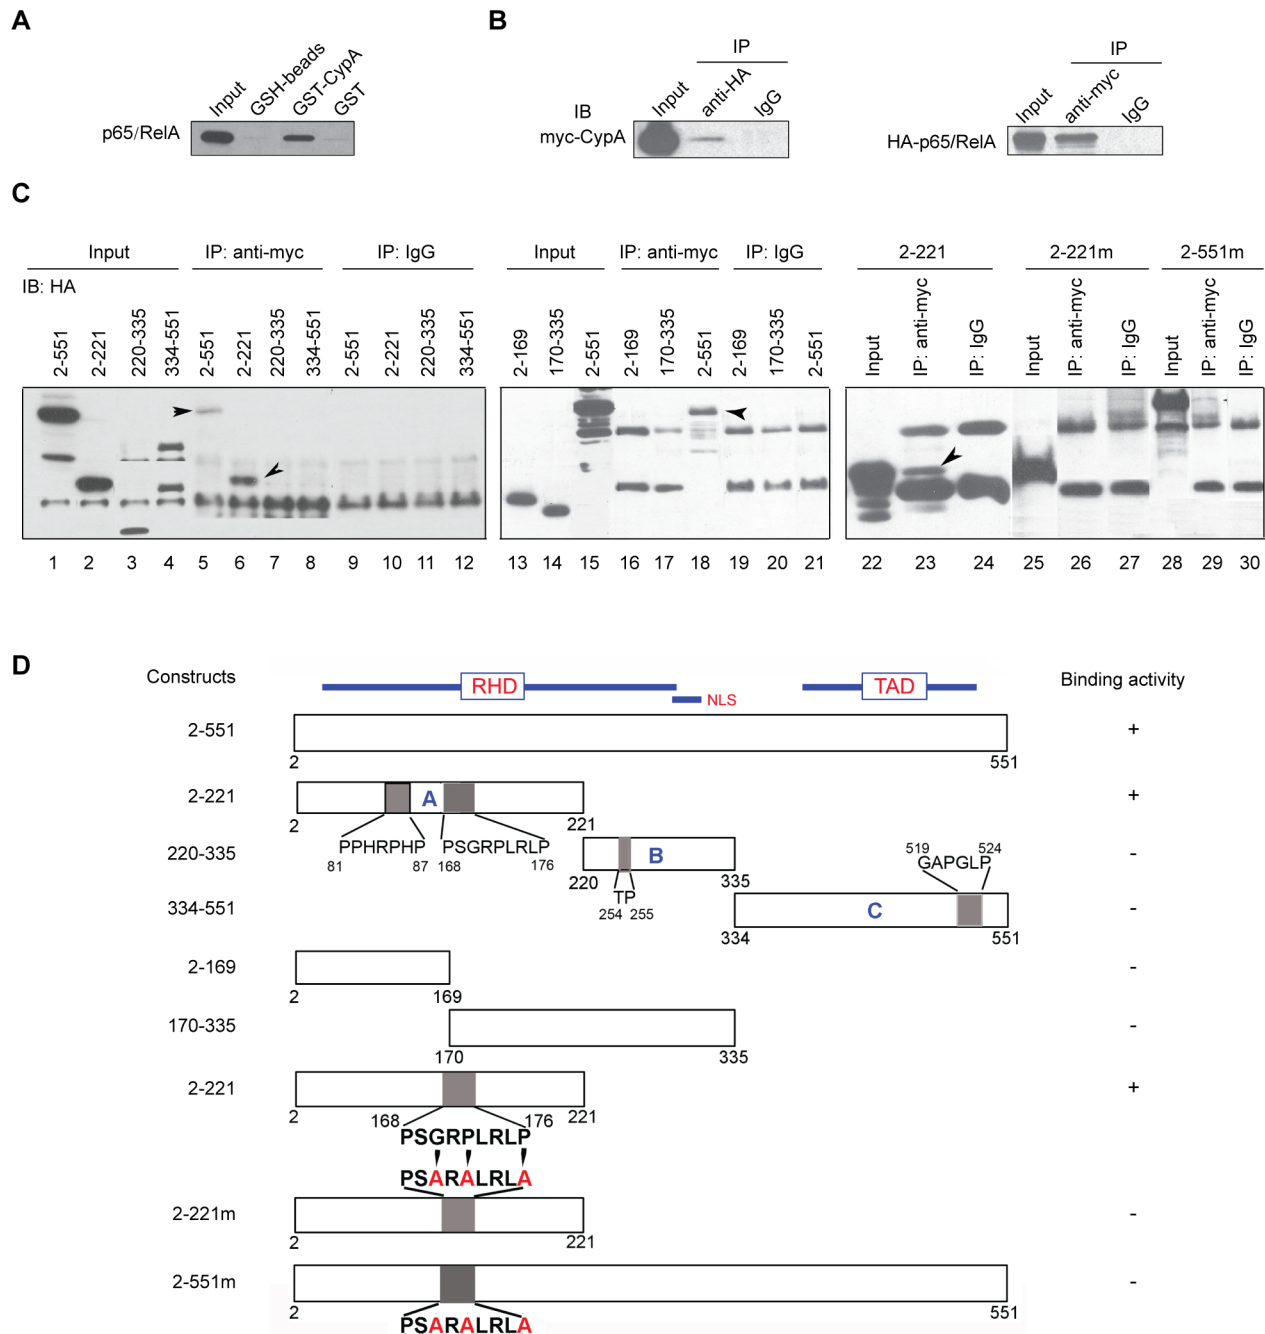 A
B
Input
GSH-beads
GST-CypA
GST
p65/RelA
IP
IB
Input
anti-HA
IgG
myc-CypA
IP
Input
anti-myc
IgG
HA-p65/RelA
C
Input
IP: anti-myc
IP: IgG
Input
IP: anti-myc
IP: IgG
2-221
2-221m
2-551m
IB: HA
2-551
2-221
220-335
334-551
2-551
2-221
220-335
334-551
2-551
2-221
220-335
334-551
2-169
170-335
2-551
2-169
170-335
2-551
2-169
170-335
2-551
Input
IP: anti-myc
IP: IgG
Input
IP: anti-myc
IP: IgG
Input
IP: anti-myc
IP: IgG
1 2 3 4 5 6 7 8 9 10 11 12
13 14 15 16 17 18 19 20 21
22 23 24 25 26 27 28 29 30
D
Constructs
RHD
NLS
TAD
Binding activity
2-551
+
2 551
2-221
A
+
2 221
PPHRPHP PSGRPLRLP
81 87 168 176
220-335
B
519 524
GAPGLP
-
220 335
TP
254 255
334-551
C
-
334 551
2-169
-
2 169
170-335
-
170 335
2-221
+
2 221
168 176
PSGRPLRLP
PSARALRLA
2-221m
-
2 221
2-551m
-
2 551
PSARALRLA